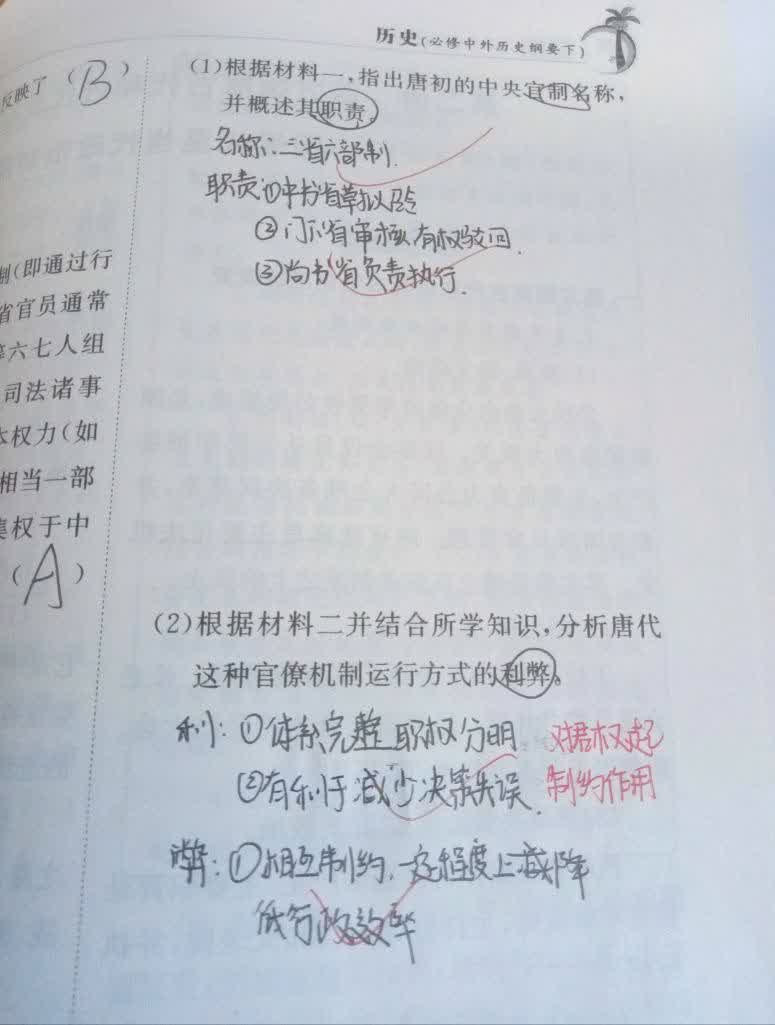 历史(必修中外历史纲要下)
反映了（B）
制(即通过行
省官员通常
等六七人组
司法诸事
本权力(如
相当一部
集权于中
（A）
(1)根据材料一,指出唐初的中央官制名称,
并概述其职责。
名称:三省六部制.
职责:①中书省草拟
②门下省审核 有权驳回.
③尚书省负责执行.
(2)根据材料二并结合所学知识,分析唐代
这种官僚机制运行方式的利弊。
利:①体系完整 职权分明.
②有利于减少决策失误.
对君权起
制约作用
弊:①相互制约,一定程度上降
低行政效率